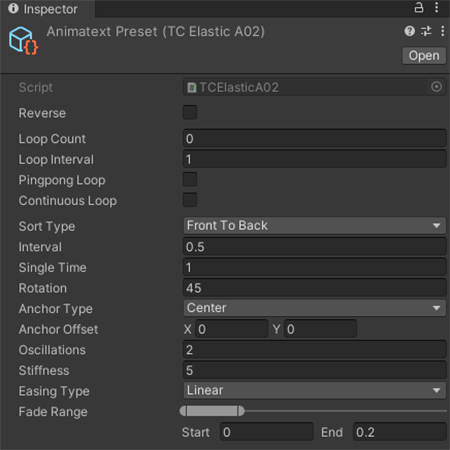 Inspector
Animatext Preset (TC Elastic A02)
Open
Script TCElasticA02
Reverse
Loop Count 0
Loop Interval 1
Pingpong Loop
Continuous Loop
Sort Type Front To Back
Interval 0.5
Single Time 1
Rotation 45
Anchor Type Center
Anchor Offset X 0 Y 0
Oscillations 2
Stiffness 5
Easing Type Linear
Fade Range
Start 0 End 0.2